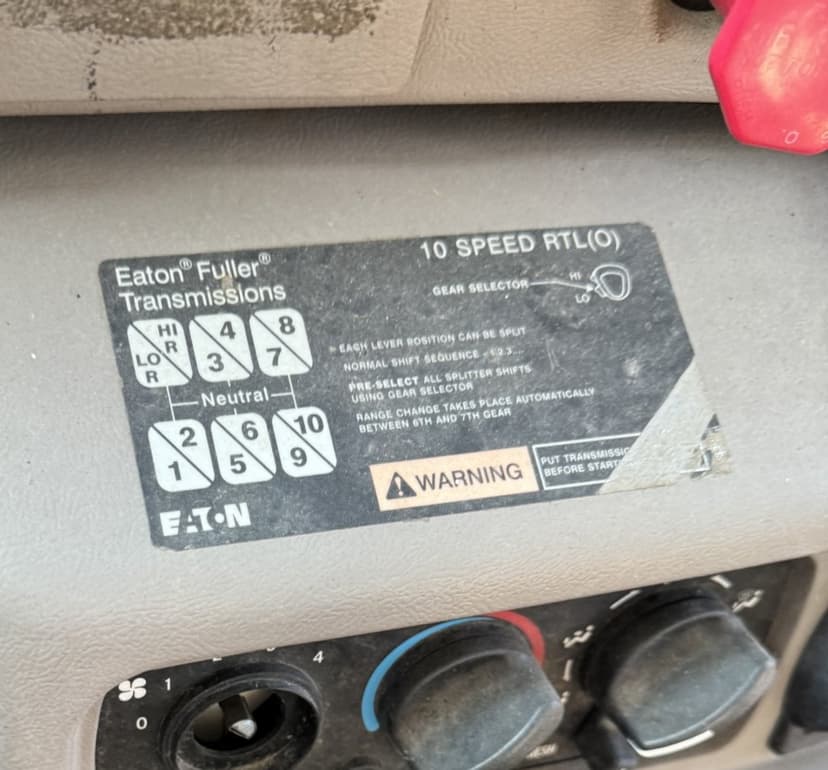 Eaton® Fuller®
Transmissions
10 SPEED RTL(O)
GEAR SELECTOR
HI
LO
HI
R
LO
R
4
3
8
7
Neutral
2
1
6
5
10
9
EACH LEVER POSITION CAN BE SPLIT
NORMAL SHIFT SEQUENCE - 1,2,3....
PRE-SELECT ALL SPLITTER SHIFTS
USING GEAR SELECTOR
RANGE CHANGE TAKES PLACE AUTOMATICALLY
BETWEEN 6TH AND 7TH GEAR
WARNING
PUT TRANSMISSIO
BEFORE START
EATON
0
1
4